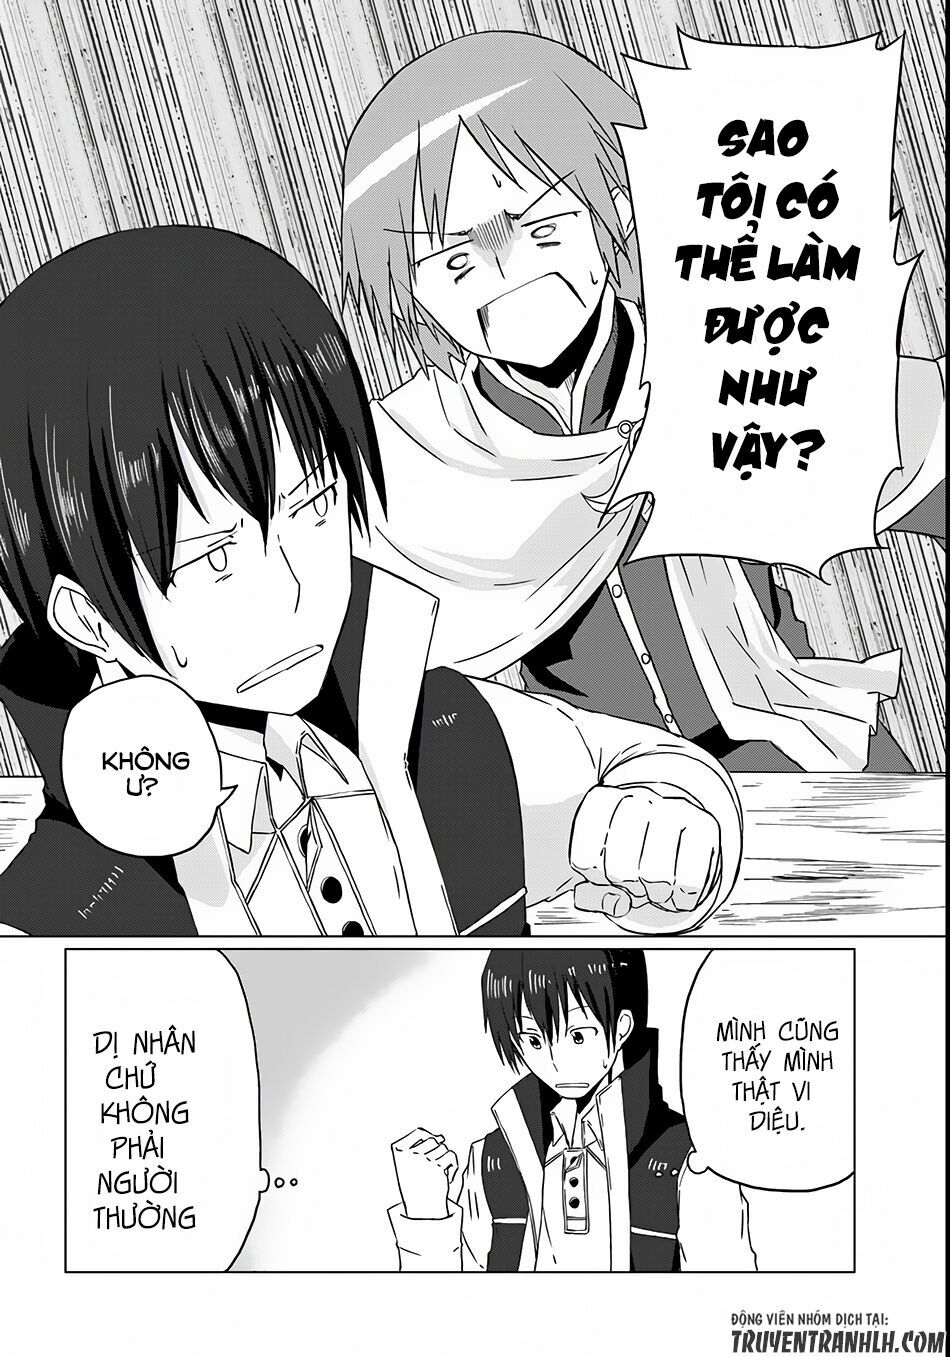 SAO
TÔI CÓ
THỂ LÀM
ĐƯỢC
NHƯ
VẬY?
KHÔNG
Ư?
MÌNH CŨNG
THẤY MÌNH
THẬT VI
DIỆU.
DỊ NHÂN
CHỨ
KHÔNG
PHẢI
NGƯỜI
THƯỜNG
ĐỘNG VIÊN NHÓM DỊCH TẠI:
TRUYENTRANHLH.COM